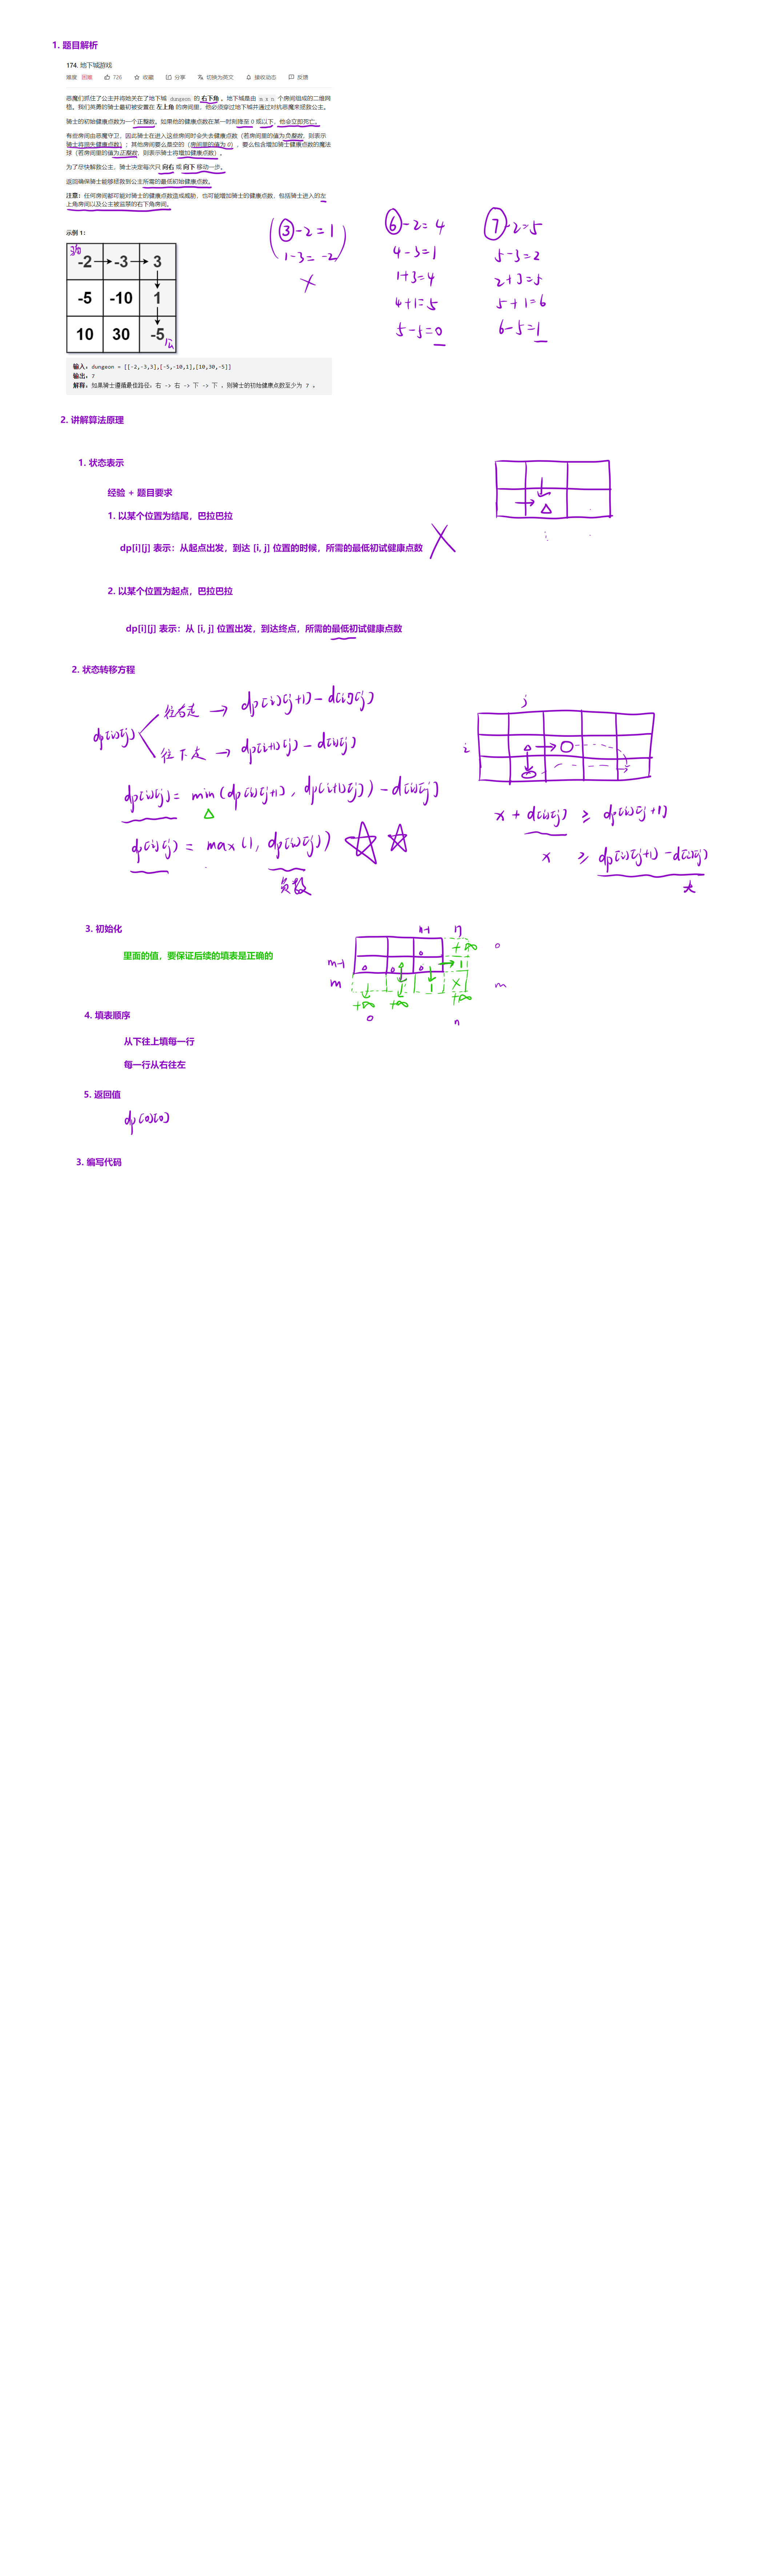 1. 题目解析
174. 地下城游戏
难度 困难 726 收藏 分享 切换为英文 接收动态 反馈
恶魔们抓住了公主并将她关在了地下城 dungeon 的 右下角 。地下城是由 m x n 个房间组成的二维网
格。我们英勇的骑士最初被安置在 左上角 的房间里，他必须穿过地下城并通过对抗恶魔来拯救公主。
骑士的初始健康点数为一个正整数。如果他的健康点数在某一时刻降至 0 或以下，他会立即死亡。
有些房间由恶魔守卫，因此骑士在进入这些房间时会失去健康点数（若房间里的值为负整数，则表示
骑士将损失健康点数）；其他房间要么是空的（房间里的值为 0），要么包含增加骑士健康点数的魔法
球（若房间里的值为正整数，则表示骑士将增加健康点数）。
为了尽快解救公主，骑士决定每次只 向右 或 向下 移动一步。
返回确保骑士能够拯救到公主所需的最低初始健康点数。
注意：任何房间都可能对骑士的健康点数造成威胁，也可能增加骑士的健康点数，包括骑士进入的左
上角房间以及公主被监禁的右下角房间。
示例 1：
-2 -3 3
-5 -10 1
10 30 -5
3-2=1
1-3=-2
6-2=4
4-3=1
1+3=4
4+1=5
5-5=0
7-2=5
5-3=2
2+3=5
5+1=6
6-5=1
输入：dungeon = [[-2,-3,3],[-5,-10,1],[10,30,-5]]
输出：7
解释：如果骑士遵循最佳路径：右 -> 右 -> 下 -> 下 ，则骑士的初始健康点数至少为 7 。
2. 讲解算法原理
1. 状态表示
经验 + 题目要求
1. 以某个位置为结尾，巴拉巴拉
dp[i][j] 表示：从起点出发，到达 [i, j] 位置的时候，所需的最低初试健康点数
2. 以某个位置为起点，巴拉巴拉
dp[i][j] 表示：从 [i, j] 位置出发，到达终点，所需的最低初试健康点数
2. 状态转移方程
dp[i][j]
往右走 → dp[i][j+1] - d[i][j]
往下走 → dp[i+1][j] - d[i][j]
dp[i][j] = min(dp[i][j+1], dp[i+1][j]) - d[i][j]
dp[i][j] = max(1, dp[i][j])
负数
j
i
x + d[i][j] ≥ dp[i][j+1]
x ≥ dp[i][j+1] - d[i][j]
3. 初始化
里面的值，要保证后续的填表是正确的
n-1 n
+∞ 0
m-1 1
m 1 +∞ m
+∞ +∞
0 n
4. 填表顺序
从下往上填每一行
每一行从右往左
5. 返回值
dp[0][0]
3. 编写代码